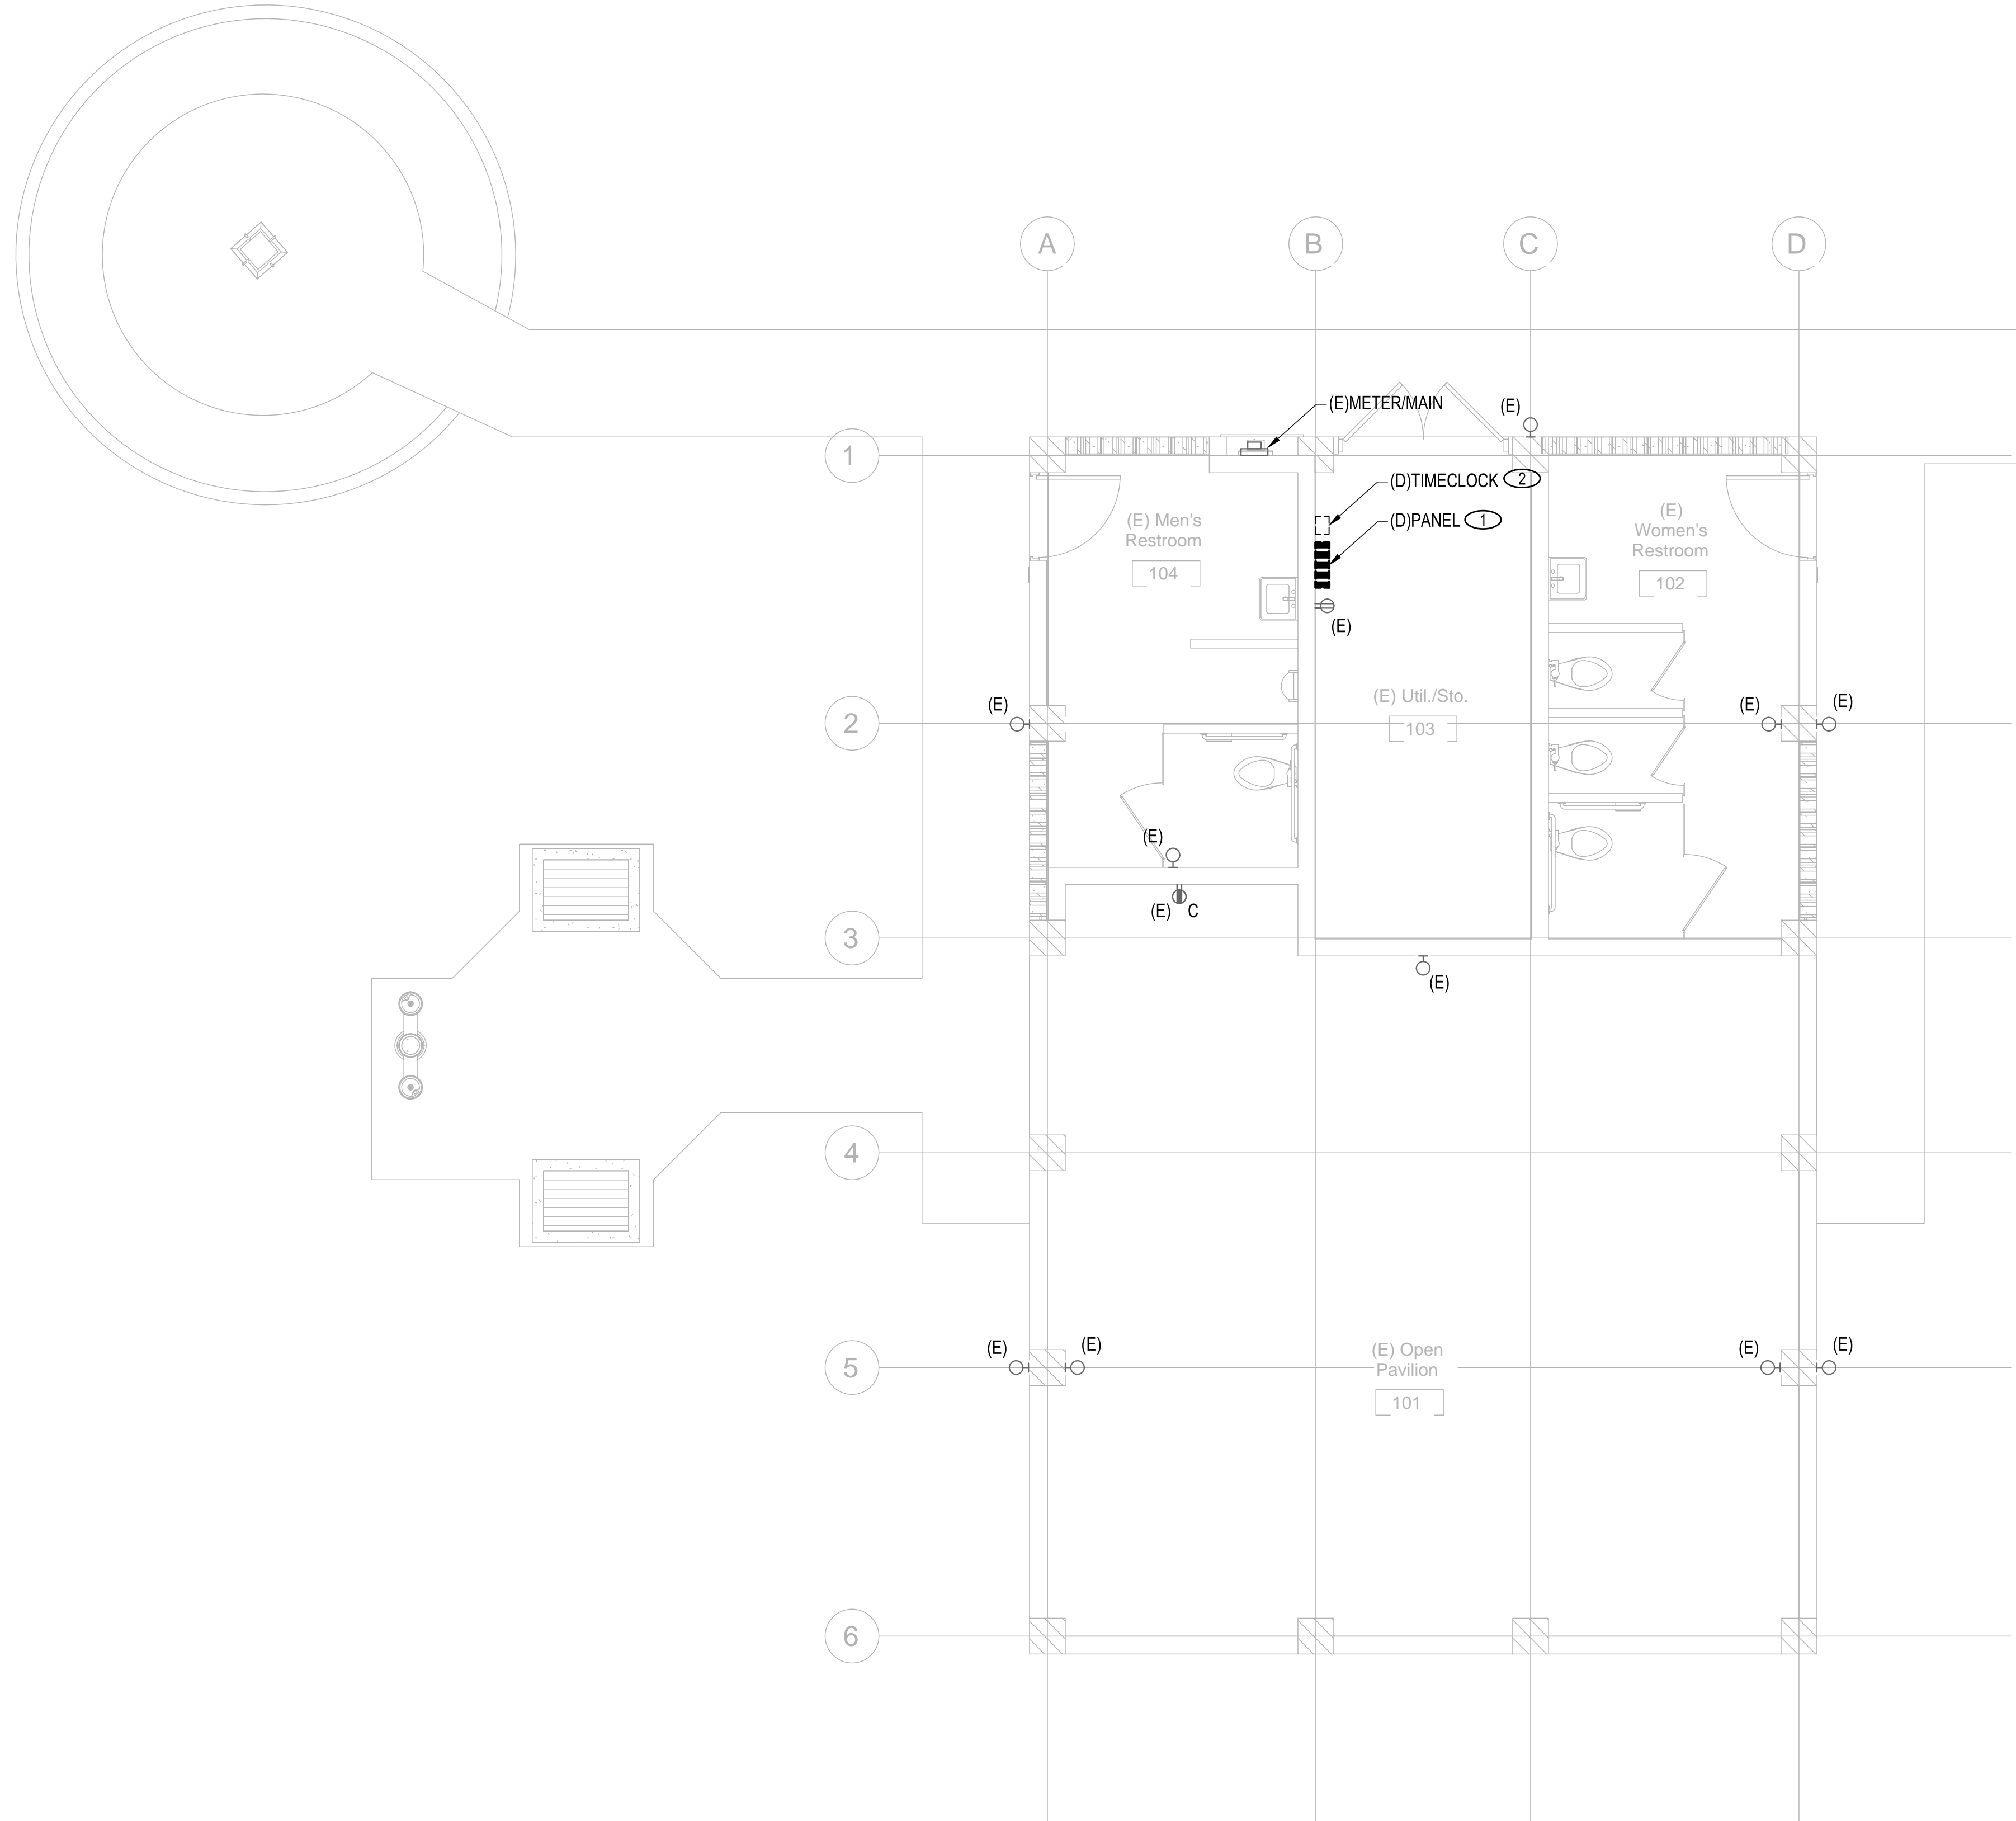 A
B
C
D
(E)METER/MAIN
(E)
1
(D)TIMECLOCK 2
(D)PANEL 1
(E) Men's
Restroom
104
(E)
Women's
Restroom
102
(E)
(E) Util./Sto.
103
2
(E)
(E)
(E)
(E)
(E) C
3
(E)
4
5
(E)
(E)
(E) Open
Pavilion
101
(E)
(E)
6